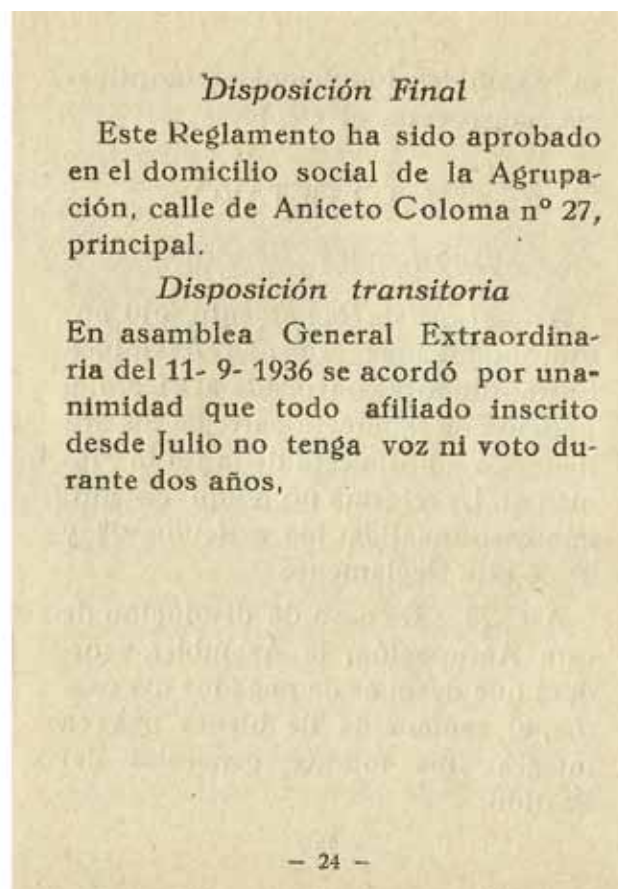 Disposición Final
Este Reglamento ha sido aprobado
en el domicilio social de la Agrupa-
ción, calle de Aniceto Coloma nº 27,
principal.
Disposición transitoria
En asamblea General Extraordina-
ria del 11- 9- 1936 se acordó por una-
nimidad que todo afiliado inscrito
desde Julio no tenga voz ni voto du-
rante dos años,
— 24 —